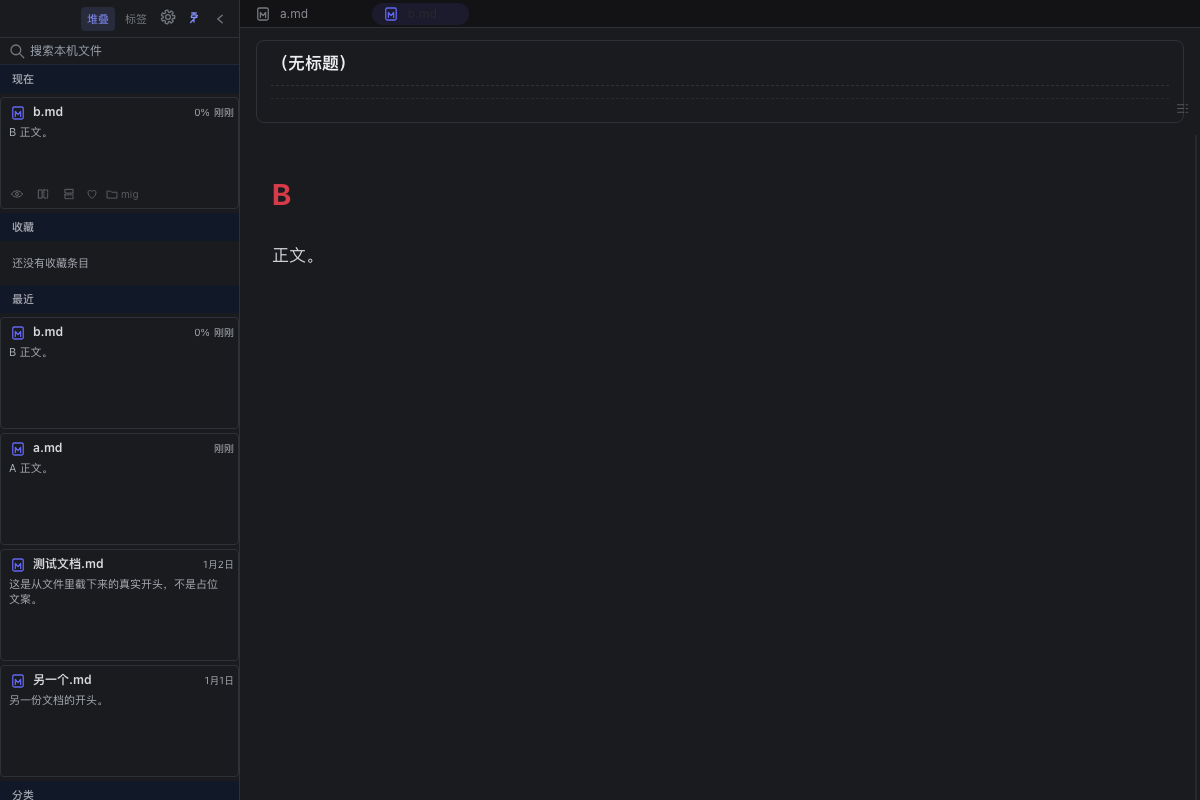 堆叠 标签
搜索本机文件
现在
b.md 0% 刚刚
B 正文。
mig
收藏
还没有收藏条目
最近
b.md 0% 刚刚
B 正文。
a.md 刚刚
A 正文。
测试文档.md 1月2日
这是从文件里截下来的真实开头，不是占位
文案。
另一个.md 1月1日
另一份文档的开头。
分类
a.md b.md
（无标题）
B
正文。